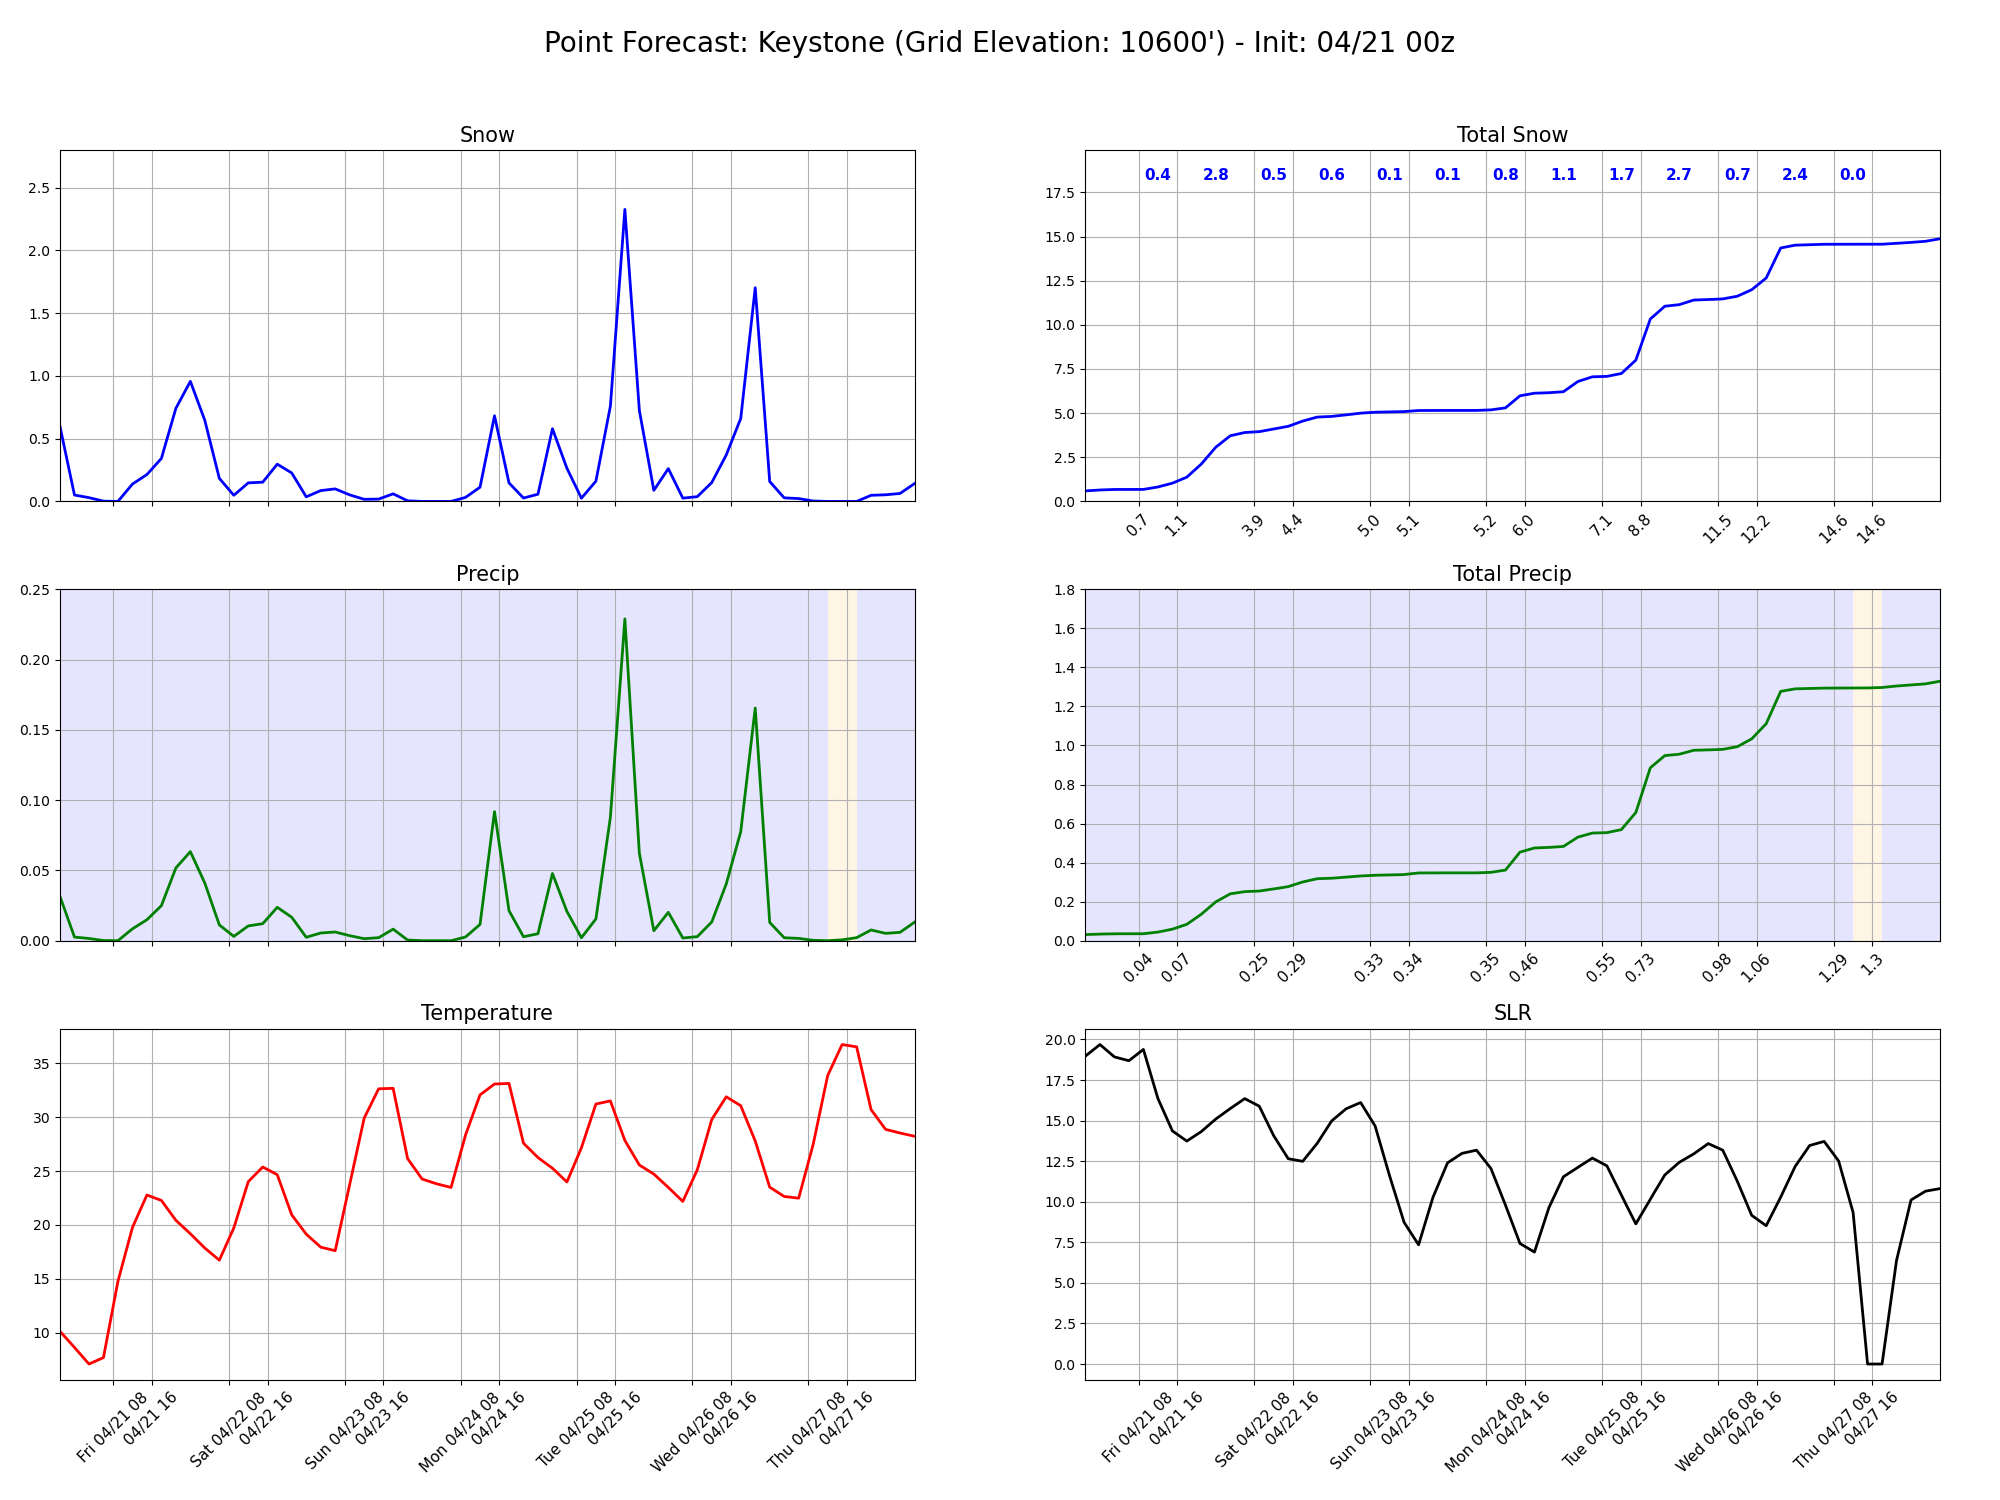 Point Forecast: Keystone (Grid Elevation: 10600') - Init: 04/21 00z
Snow
2.5
2.0
1.5
1.0
0.5
0.0
Total Snow
0.4 2.8 0.5 0.6 0.1 0.1 0.8 1.1 1.7 2.7 0.7 2.4 0.0
17.5
15.0
12.5
10.0
7.5
5.0
2.5
0.0
0.7 1.1 3.9 4.4 5.0 5.1 5.2 6.0 7.1 8.8 11.5 12.2 14.6 14.6
Precip
0.25
0.20
0.15
0.10
0.05
0.00
Total Precip
1.8
1.6
1.4
1.2
1.0
0.8
0.6
0.4
0.2
0.0
0.04 0.07 0.25 0.29 0.33 0.34 0.35 0.46 0.55 0.73 0.98 1.06 1.29 1.3
Temperature
35
30
25
20
15
10
Fri 04/21 08
04/21 16
Sat 04/22 08
04/22 16
Sun 04/23 08
04/23 16
Mon 04/24 08
04/24 16
Tue 04/25 08
04/25 16
Wed 04/26 08
04/26 16
Thu 04/27 08
04/27 16
SLR
20.0
17.5
15.0
12.5
10.0
7.5
5.0
2.5
0.0
Fri 04/21 08
04/21 16
Sat 04/22 08
04/22 16
Sun 04/23 08
04/23 16
Mon 04/24 08
04/24 16
Tue 04/25 08
04/25 16
Wed 04/26 08
04/26 16
Thu 04/27 08
04/27 16